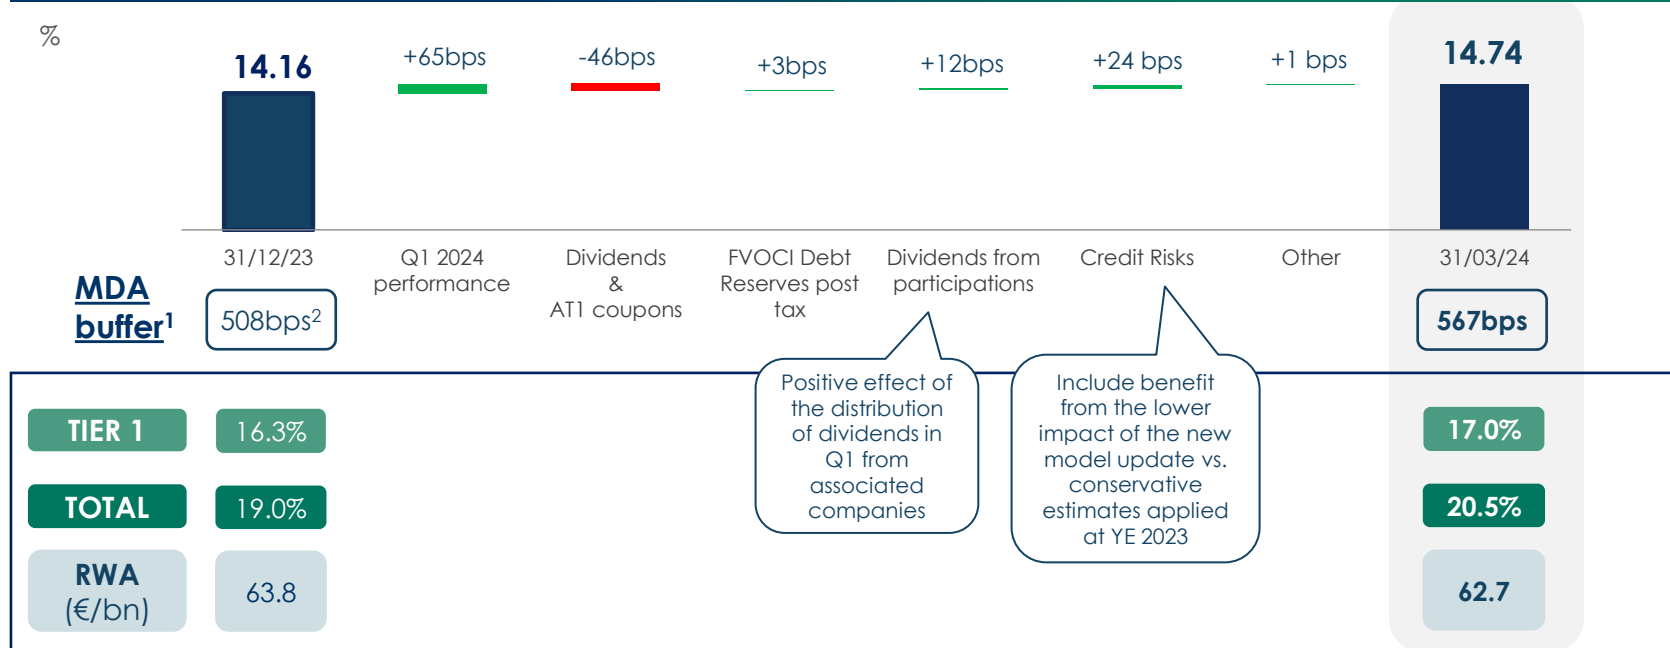 %
14.16
+65bps
-46bps
+3bps
+12bps
+24 bps
+1 bps
14.74
31/12/23
Q1 2024
performance
Dividends
&
AT1 coupons
FVOCI Debt
Reserves post
tax
Dividends from
participations
Credit Risks
Other
31/03/24
MDA
buffer¹
508bps²
567bps
Positive effect of
the distribution
of dividends in
Q1 from
associated
companies
Include benefit
from the lower
impact of the new
model update vs.
conservative
estimates applied
at YE 2023
TIER 1
16.3%
17.0%
TOTAL
19.0%
20.5%
RWA
(€/bn)
63.8
62.7